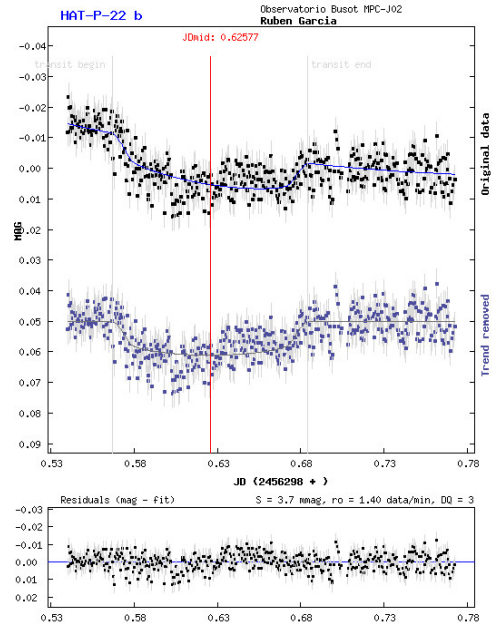 HAT-P-22 b
Observatorio Busot MPC-J02
Ruben Garcia
JDmid: 0.62577
transit begin
transit end
-0.04
-0.03
-0.02
-0.01
0.00
0.01
0.02
0.03
0.04
0.05
0.06
0.07
0.08
0.09
MAG
Original data
Trend removed
0.53
0.58
0.63
0.68
0.73
0.78
JD (2456298 + )
Residuals (mag - fit)
S = 3.7 mmag, ro = 1.40 data/min, DQ = 3
-0.03
-0.02
-0.01
0.00
0.01
0.02
0.53
0.58
0.63
0.68
0.73
0.78